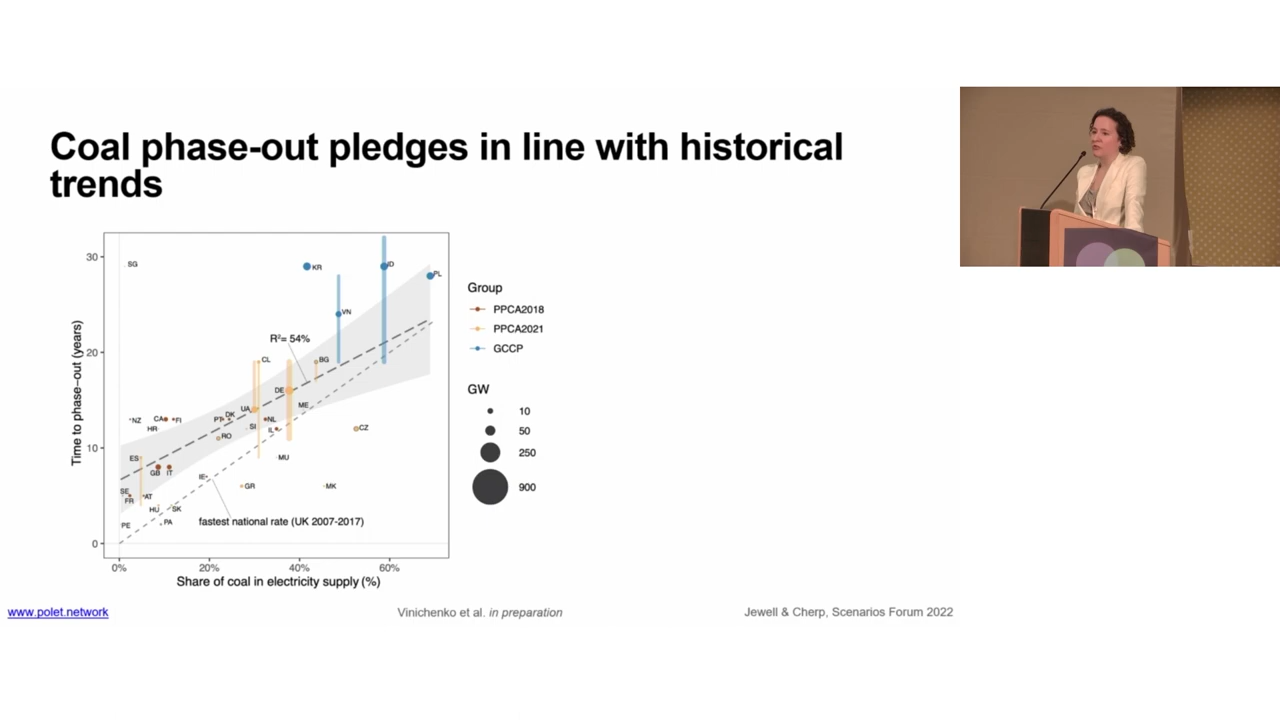 Coal phase-out pledges in line with historical
trends
Time to phase-out (years)
30
20
10
0
0%
20%
40%
60%
Share of coal in electricity supply (%)
SG
KR
ID
PL
VN
R²= 54%
CL
BG
DE
UA
ME
NZ
CA
FI
HR
PT
DK
SI
NL
IL
CZ
RO
ES
GB
IT
MU
IE
GR
MK
SE
FR
AT
HU
SK
PE
PA
fastest national rate (UK 2007-2017)
Group
PPCA2018
PPCA2021
GCCP
GW
10
50
250
900
www.polet.network
Vinichenko et al. in preparation
Jewell & Cherp, Scenarios Forum 2022